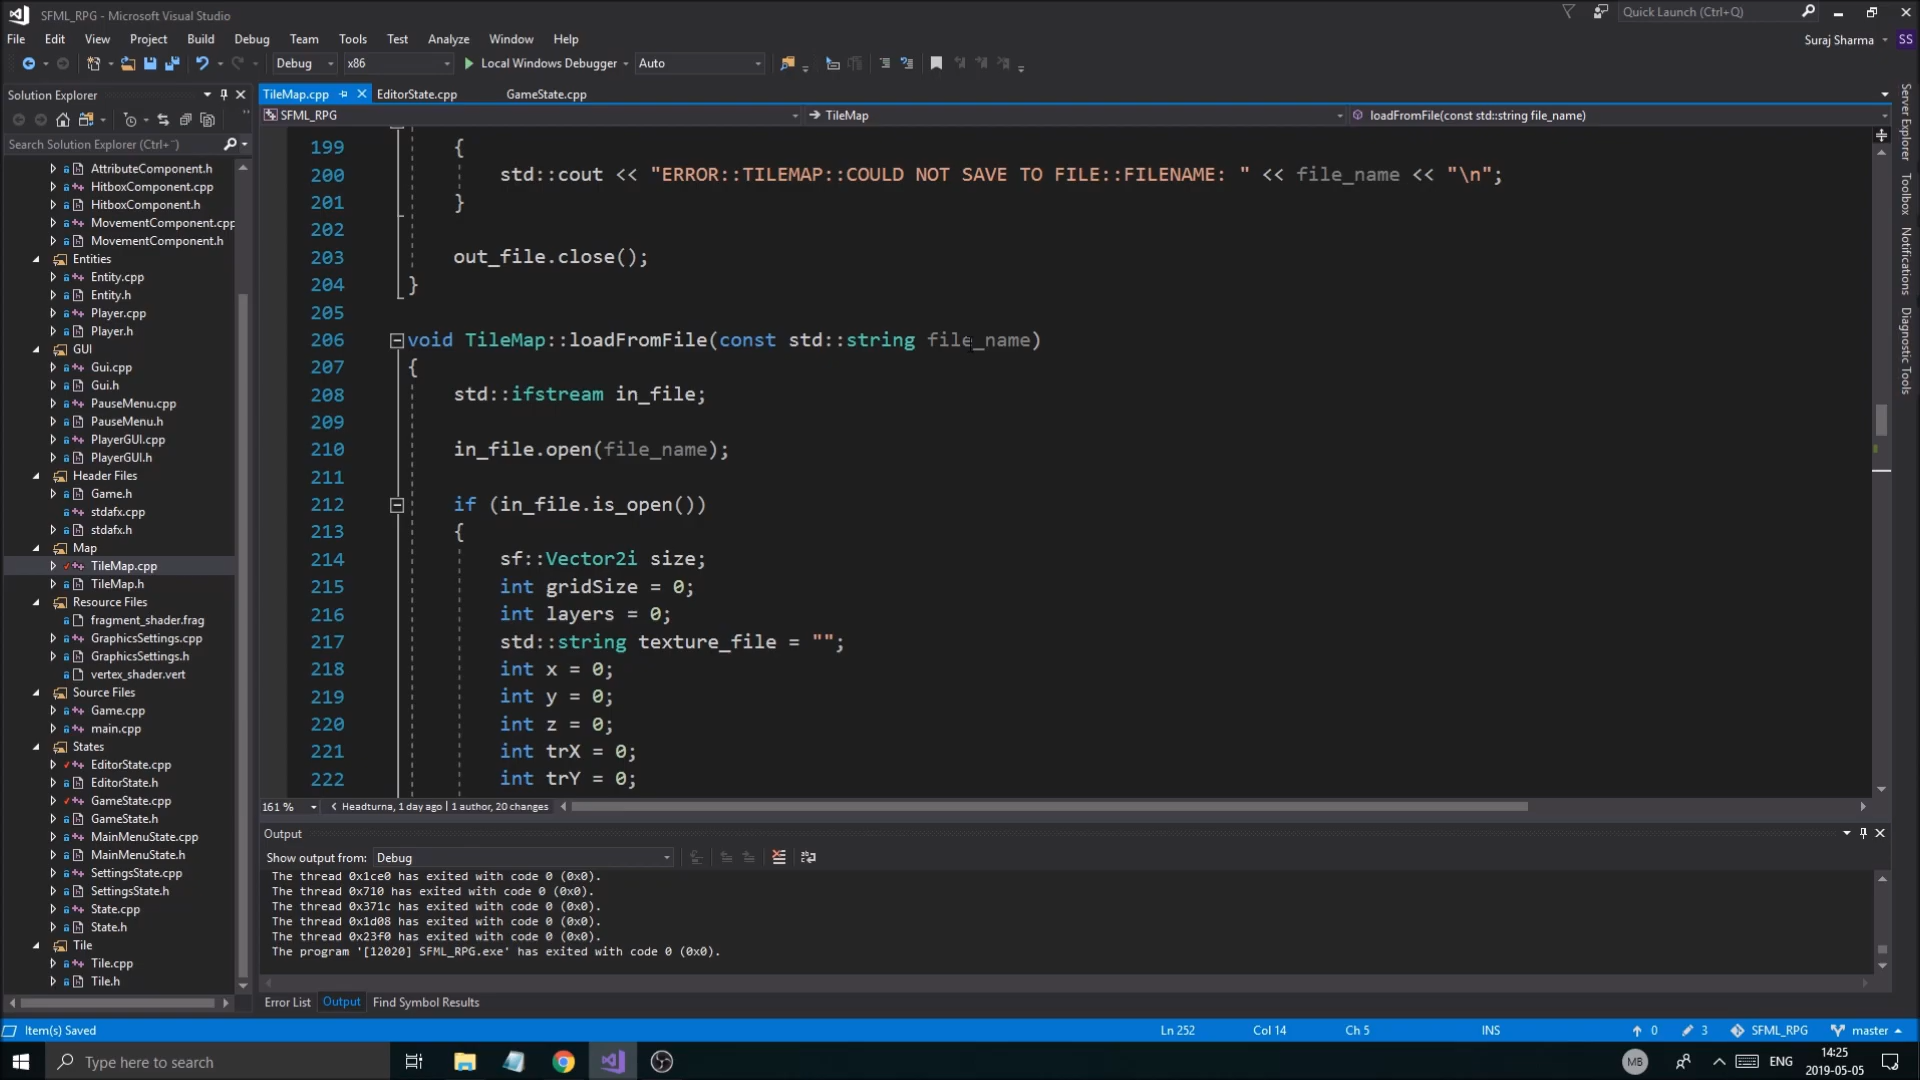 SFML_RPG - Microsoft Visual Studio
Quick Launch (Ctrl+Q)
File Edit View Project Build Debug Team Tools Test Analyze Window Help
Suraj Sharma
SS
Debug x86 Local Windows Debugger Auto
Solution Explorer
TileMap.cpp EditorState.cpp GameState.cpp
SFML_RPG TileMap loadFromFile(const std::string file_name)
Search Solution Explorer (Ctrl+¨)
AttributeComponent.h
HitboxComponent.cpp
HitboxComponent.h
MovementComponent.cpp
MovementComponent.h
Entities
Entity.cpp
Entity.h
Player.cpp
Player.h
GUI
Gui.cpp
Gui.h
PauseMenu.cpp
PauseMenu.h
PlayerGUI.cpp
PlayerGUI.h
Header Files
Game.h
stdafx.cpp
stdafx.h
Map
TileMap.cpp
TileMap.h
Resource Files
fragment_shader.frag
GraphicsSettings.cpp
GraphicsSettings.h
vertex_shader.vert
Source Files
Game.cpp
main.cpp
States
EditorState.cpp
EditorState.h
GameState.cpp
GameState.h
MainMenuState.cpp
MainMenuState.h
SettingsState.cpp
SettingsState.h
State.cpp
State.h
Tile
Tile.cpp
Tile.h
199 {
200 std::cout << "ERROR::TILEMAP::COULD NOT SAVE TO FILE::FILENAME: " << file_name << "\n";
201 }
202
203 out_file.close();
204 }
205
206 void TileMap::loadFromFile(const std::string file_name)
207 {
208 std::ifstream in_file;
209
210 in_file.open(file_name);
211
212 if (in_file.is_open())
213 {
214 sf::Vector2i size;
215 int gridSize = 0;
216 int layers = 0;
217 std::string texture_file = "";
218 int x = 0;
219 int y = 0;
220 int z = 0;
221 int trX = 0;
222 int trY = 0;
161 % Headturna, 1 day ago | 1 author, 20 changes
Server Explorer
Toolbox
Notifications
Diagnostic Tools
Output
Show output from: Debug
The thread 0x1ce0 has exited with code 0 (0x0).
The thread 0x710 has exited with code 0 (0x0).
The thread 0x371c has exited with code 0 (0x0).
The thread 0x1d08 has exited with code 0 (0x0).
The thread 0x23f0 has exited with code 0 (0x0).
The program '[12020] SFML_RPG.exe' has exited with code 0 (0x0).
Error List Output Find Symbol Results
Item(s) Saved Ln 252 Col 14 Ch 5 INS 0 3 SFML_RPG master
Type here to search
MB
ENG
14:25
2019-05-05